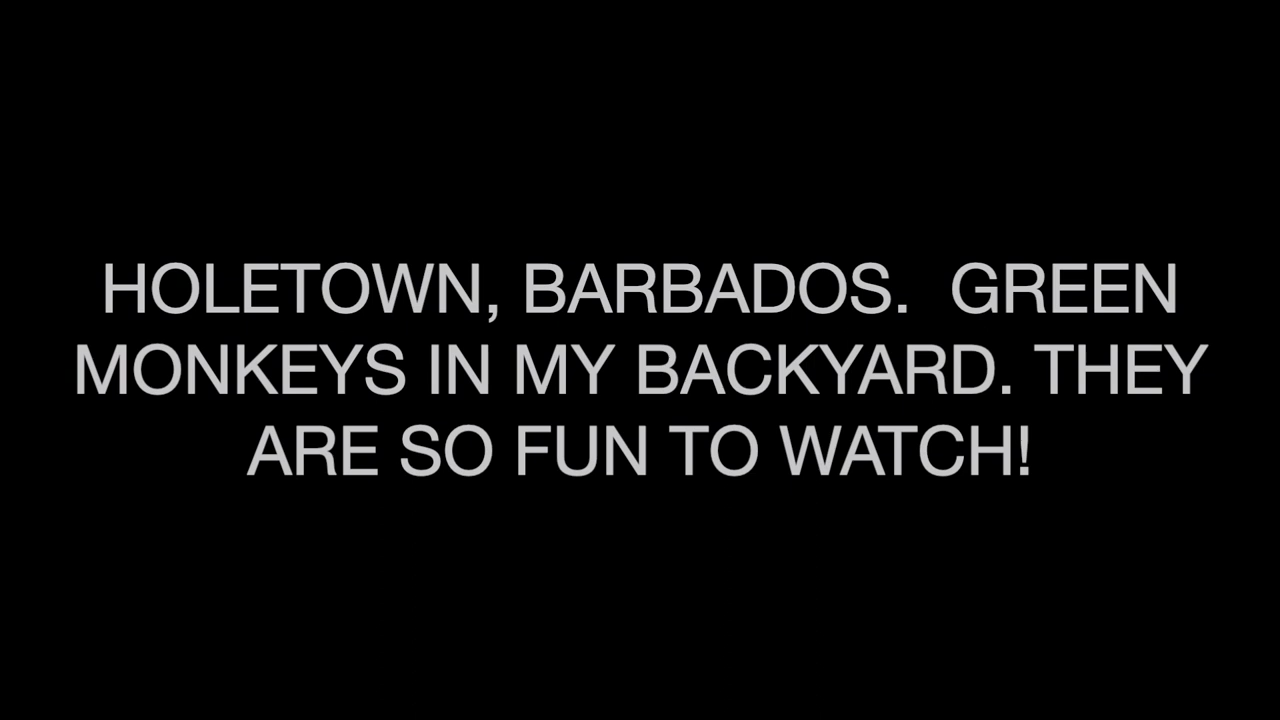 HOLETOWN, BARBADOS.  GREEN
MONKEYS IN MY BACKYARD. THEY
ARE SO FUN TO WATCH!